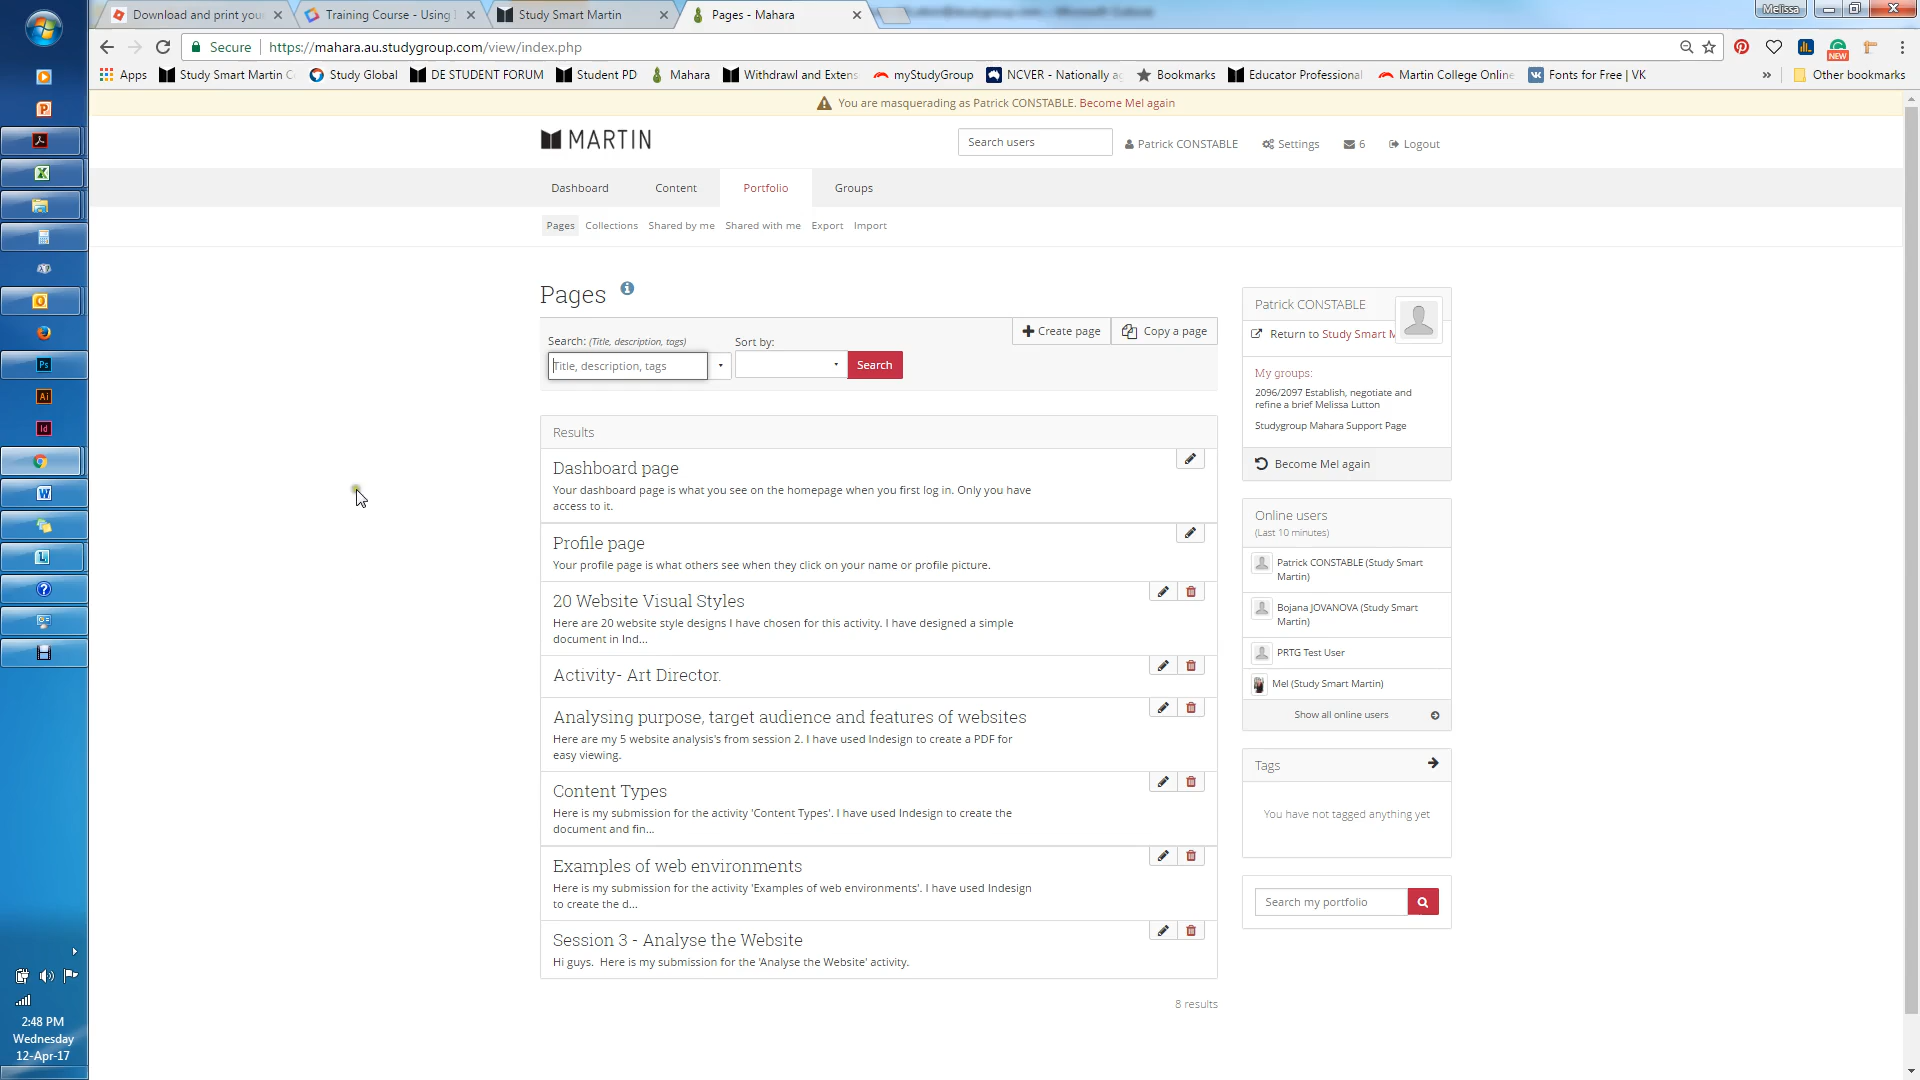 Download and print your
Training Course - Using I
Study Smart Martin
Pages - Mahara
Melissa
Secure
https://mahara.au.studygroup.com/view/index.php
Apps
Study Smart Martin C
Study Global
DE STUDENT FORUM
Student PD
Mahara
Withdrawl and Extens
myStudyGroup
NCVER - Nationally ag
Bookmarks
Educator Professional
Martin College Online
Fonts for Free | VK
»
Other bookmarks
NEW
You are masquerading as Patrick CONSTABLE. Become Mel again
MARTIN
Search users
Patrick CONSTABLE
Settings
6
Logout
Dashboard
Content
Portfolio
Groups
Pages
Collections
Shared by me
Shared with me
Export
Import
Pages
Create page
Copy a page
Search: (Title, description, tags)
Sort by:
Title, description, tags
Search
Results
Dashboard page
Your dashboard page is what you see on the homepage when you first log in. Only you have
access to it.
Profile page
Your profile page is what others see when they click on your name or profile picture.
20 Website Visual Styles
Here are 20 website style designs I have chosen for this activity. I have designed a simple
document in Ind...
Activity- Art Director.
Analysing purpose, target audience and features of websites
Here are my 5 website analysis's from session 2. I have used Indesign to create a PDF for
easy viewing.
Content Types
Here is my submission for the activity 'Content Types'. I have used Indesign to create the
document and fin...
Examples of web environments
Here is my submission for the activity 'Examples of web environments'. I have used Indesign
to create the d...
Session 3 - Analyse the Website
Hi guys. Here is my submission for the 'Analyse the Website' activity.
8 results
Patrick CONSTABLE
Return to Study Smart M
My groups:
2096/2097 Establish, negotiate and
refine a brief Melissa Lutton
Studygroup Mahara Support Page
Become Mel again
Online users
(Last 10 minutes)
Patrick CONSTABLE (Study Smart
Martin)
Bojana JOVANOVA (Study Smart
Martin)
PRTG Test User
Mel (Study Smart Martin)
Show all online users
Tags
You have not tagged anything yet
Search my portfolio
Ps
Ai
Id
W
L
2:48 PM
Wednesday
12-Apr-17